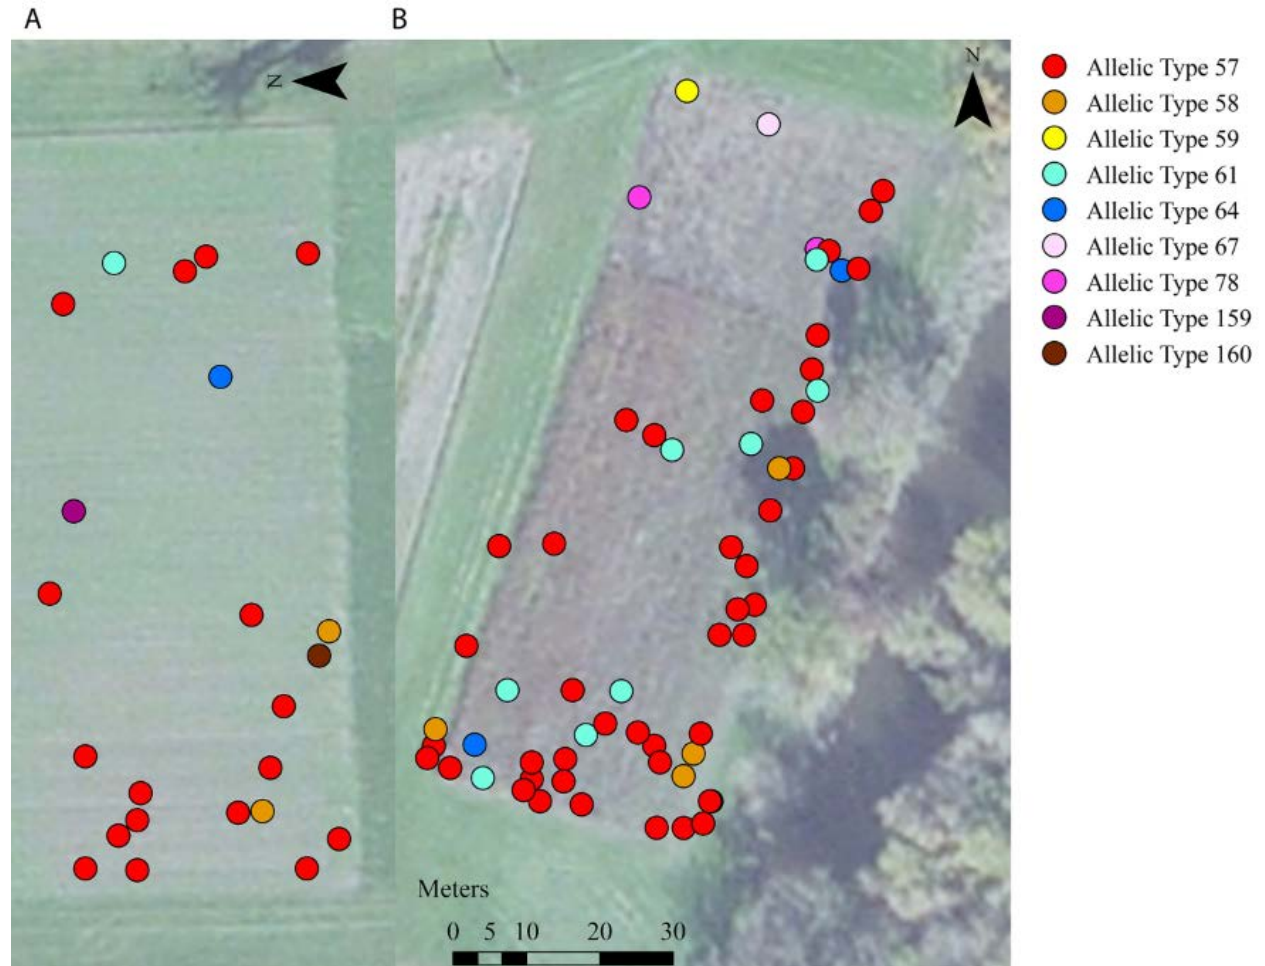 A
B
N
N
Allelic Type 57
Allelic Type 58
Allelic Type 59
Allelic Type 61
Allelic Type 64
Allelic Type 67
Allelic Type 78
Allelic Type 159
Allelic Type 160
Meters
0 5 10 20 30